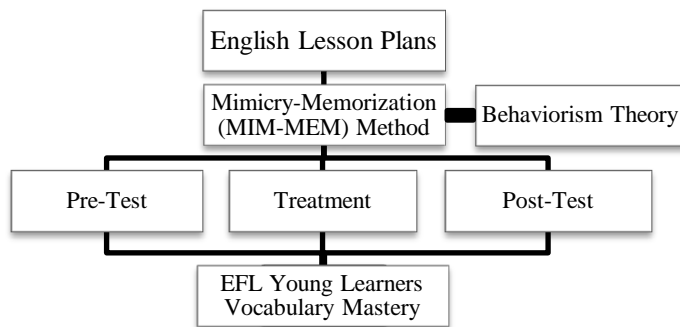 English Lesson Plans
Mimicry-Memorization
(MIM-MEM) Method
Behaviorism Theory
Pre-Test
Treatment
Post-Test
EFL Young Learners
Vocabulary Mastery